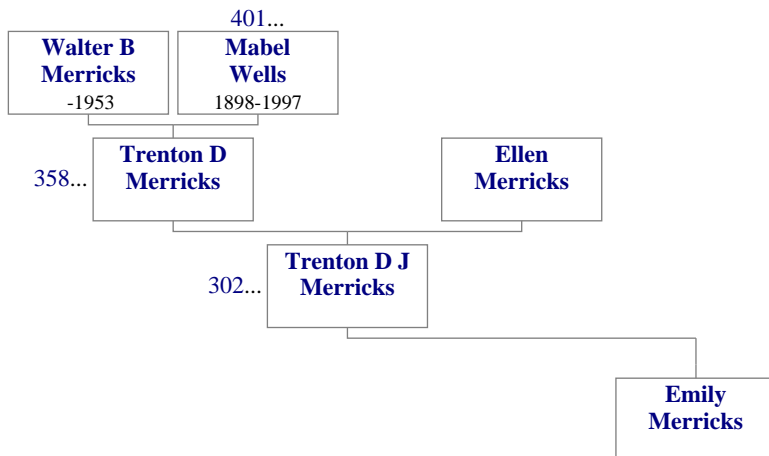 401...
Walter B
Merricks
-1953
Mabel
Wells
1898-1997
358...
Trenton D
Merricks
Ellen
Merricks
302...
Trenton D J
Merricks
Emily
Merricks